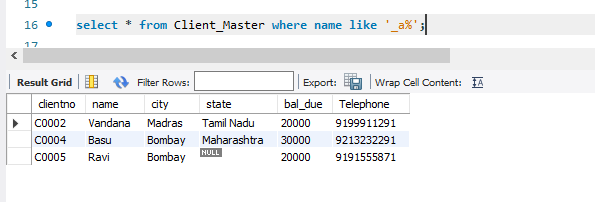 15
16 select * from Client_Master where name like '_a%';
17
Result Grid Filter Rows: Export: Wrap Cell Content:
clientno name city state bal_due Telephone
C0002 Vandana Madras Tamil Nadu 20000 9199911291
C0004 Basu Bombay Maharashtra 30000 9213232291
C0005 Ravi Bombay NULL 20000 9191555871